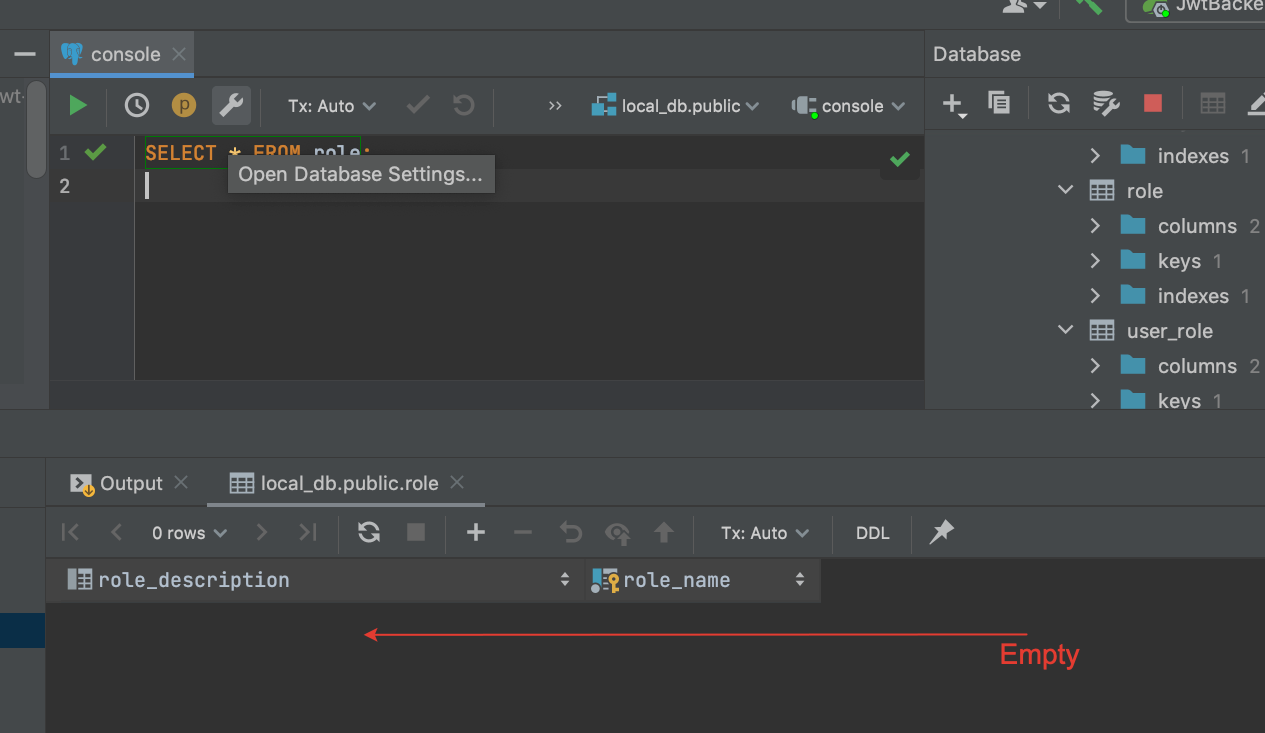 JwtBacke
console
Database
wt-
p
Tx: Auto
local_db.public
console
1 SELECT * FROM role;
Open Database Settings...
2
indexes 1
role
columns 2
keys 1
indexes 1
user_role
columns 2
keys 1
Output
local_db.public.role
0 rows
Tx: Auto
DDL
role_description
role_name
Empty